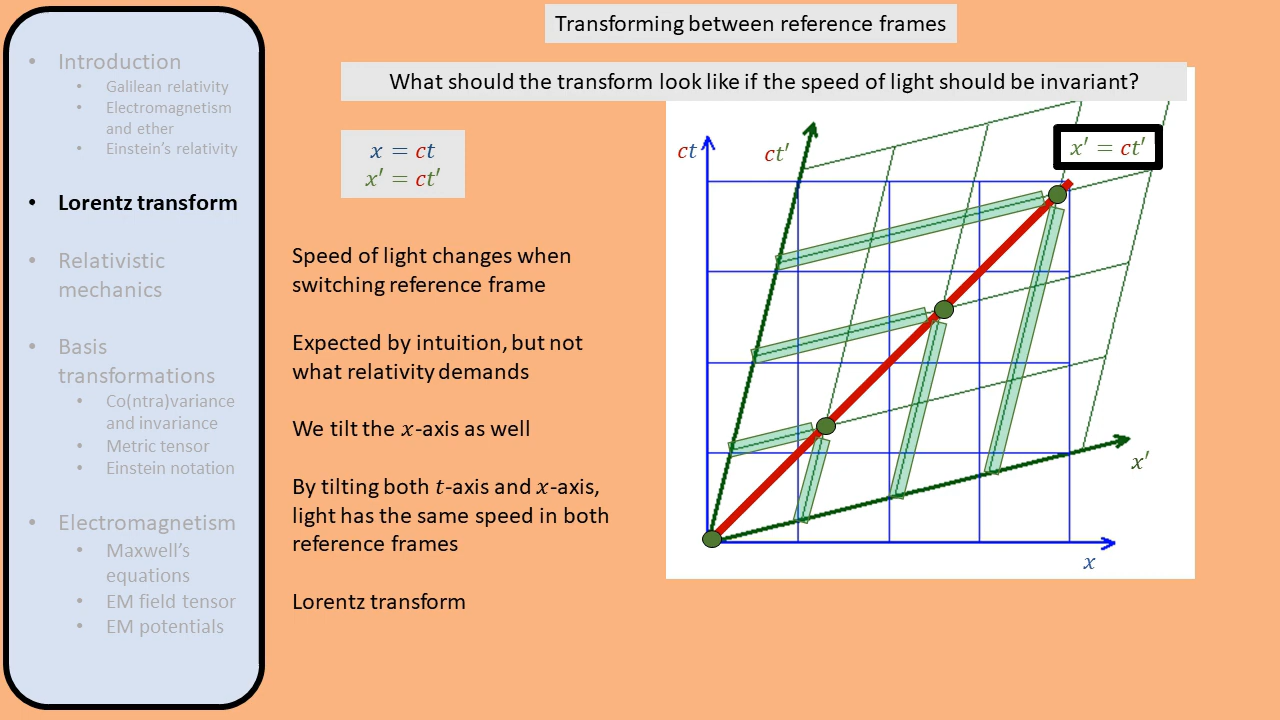 Transforming between reference frames
What should the transform look like if the speed of light should be invariant?
• Introduction
• Galilean relativity
• Electromagnetism
and ether
• Einstein's relativity
• Lorentz transform
• Relativistic
mechanics
• Basis
transformations
• Co(ntra)variance
and invariance
• Metric tensor
• Einstein notation
• Electromagnetism
• Maxwell's
equations
• EM field tensor
• EM potentials
x = ct
x′ = ct′
Speed of light changes when
switching reference frame
Expected by intuition, but not
what relativity demands
We tilt the x-axis as well
By tilting both t-axis and x-axis,
light has the same speed in both
reference frames
Lorentz transform
ct
ct′
x′ = ct′
x′
x